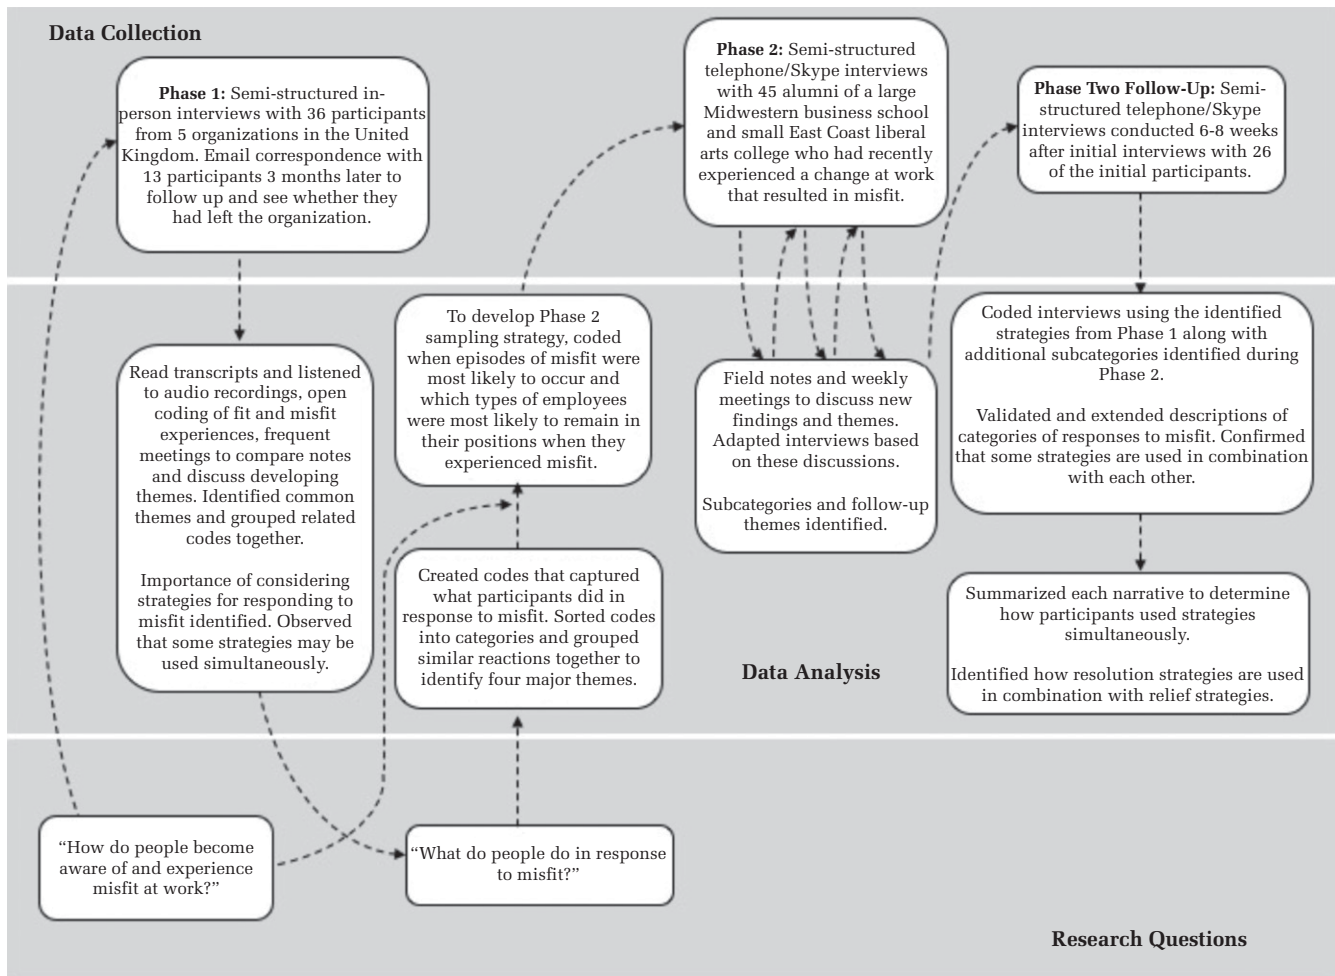 Data Collection
Phase 1: Semi-structured in-
person interviews with 36 participants
from 5 organizations in the United
Kingdom. Email correspondence with
13 participants 3 months later to
follow up and see whether they
had left the organization.
Phase 2: Semi-structured
telephone/Skype interviews
with 45 alumni of a large
Midwestern business school
and small East Coast liberal
arts college who had recently
experienced a change at work
that resulted in misfit.
Phase Two Follow-Up: Semi-
structured telephone/Skype
interviews conducted 6-8 weeks
after initial interviews with 26
of the initial participants.
Read transcripts and listened
to audio recordings, open
coding of fit and misfit
experiences, frequent
meetings to compare notes
and discuss developing
themes. Identified common
themes and grouped related
codes together.
Importance of considering
strategies for responding to
misfit identified. Observed
that some strategies may be
used simultaneously.
To develop Phase 2
sampling strategy, coded
when episodes of misfit were
most likely to occur and
which types of employees
were most likely to remain in
their positions when they
experienced misfit.
Created codes that captured
what participants did in
response to misfit. Sorted codes
into categories and grouped
similar reactions together to
identify four major themes.
Field notes and weekly
meetings to discuss new
findings and themes.
Adapted interviews based
on these discussions.
Subcategories and follow-up
themes identified.
Coded interviews using the identified
strategies from Phase 1 along with
additional subcategories identified during
Phase 2.
Validated and extended descriptions of
categories of responses to misfit. Confirmed
that some strategies are used in combination
with each other.
Summarized each narrative to determine
how participants used strategies
simultaneously.
Identified how resolution strategies are used
in combination with relief strategies.
Data Analysis
“How do people become
aware of and experience
misfit at work?”
“What do people do in response
to misfit?”
Research Questions